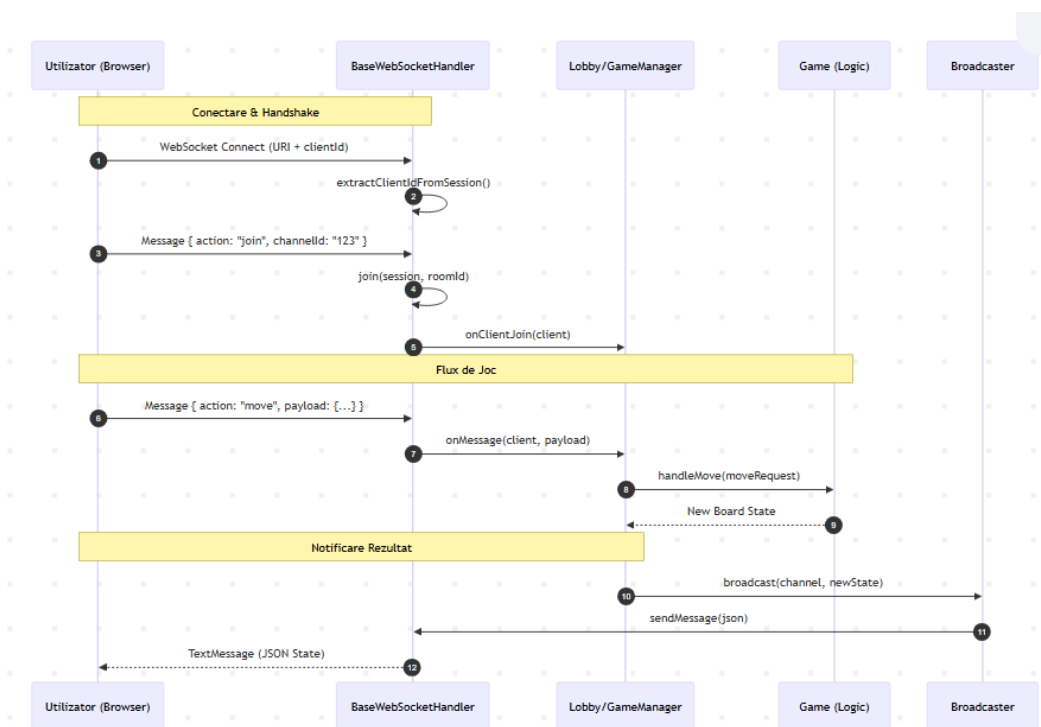 Utilizator (Browser)
BaseWebSocketHandler
Lobby/GameManager
Game (Logic)
Broadcaster
Conectare & Handshake
WebSocket Connect (URI + clientId)
1
extractClientIdFromSession()
2
Message { action: "join", channelId: "123" }
3
join(session, roomId)
4
onClientJoin(client)
5
Flux de Joc
Message { action: "move", payload: {...} }
6
onMessage(client, payload)
7
handleMove(moveRequest)
8
New Board State
9
Notificare Rezultat
broadcast(channel, newState)
10
sendMessage(json)
11
TextMessage (JSON State)
12
Utilizator (Browser)
BaseWebSocketHandler
Lobby/GameManager
Game (Logic)
Broadcaster